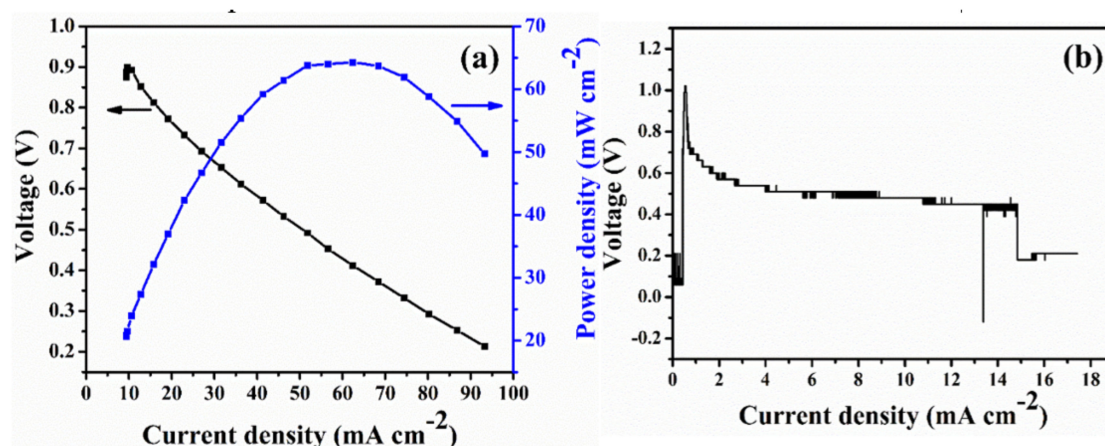 (a)
1.0
0.9
0.8
0.7
0.6
0.5
0.4
0.3
0.2
Voltage (V)
0 10 20 30 40 50 60 70 80 90 100
Current density (mA cm-2)
70
60
50
40
30
20
Power density (mW cm-2)
(b)
1.2
1.0
0.8
0.6
0.4
0.2
0.0
-0.2
Voltage (V)
0 2 4 6 8 10 12 14 16 18
Current density (mA cm-2)